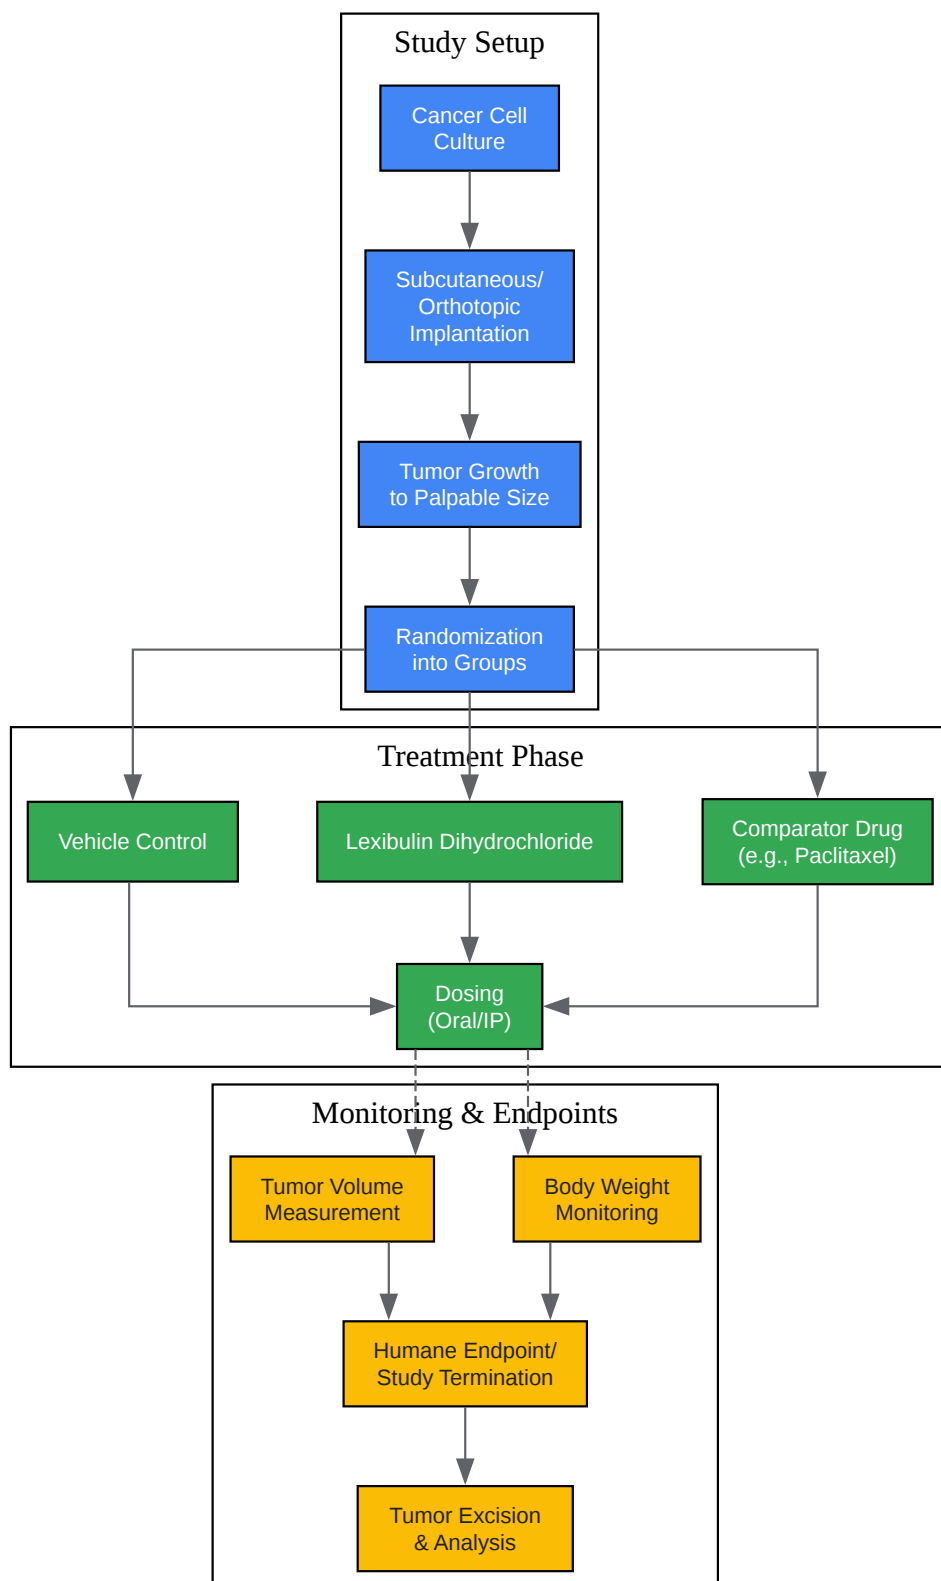 Study Setup
Cancer Cell
Culture
Subcutaneous/
Orthotopic
Implantation
Tumor Growth
to Palpable Size
Randomization
into Groups
Treatment Phase
Vehicle Control
Lexibulin Dihydrochloride
Comparator Drug
(e.g., Paclitaxel)
Dosing
(Oral/IP)
Monitoring & Endpoints
Tumor Volume
Measurement
Body Weight
Monitoring
Humane Endpoint/
Study Termination
Tumor Excision
& Analysis